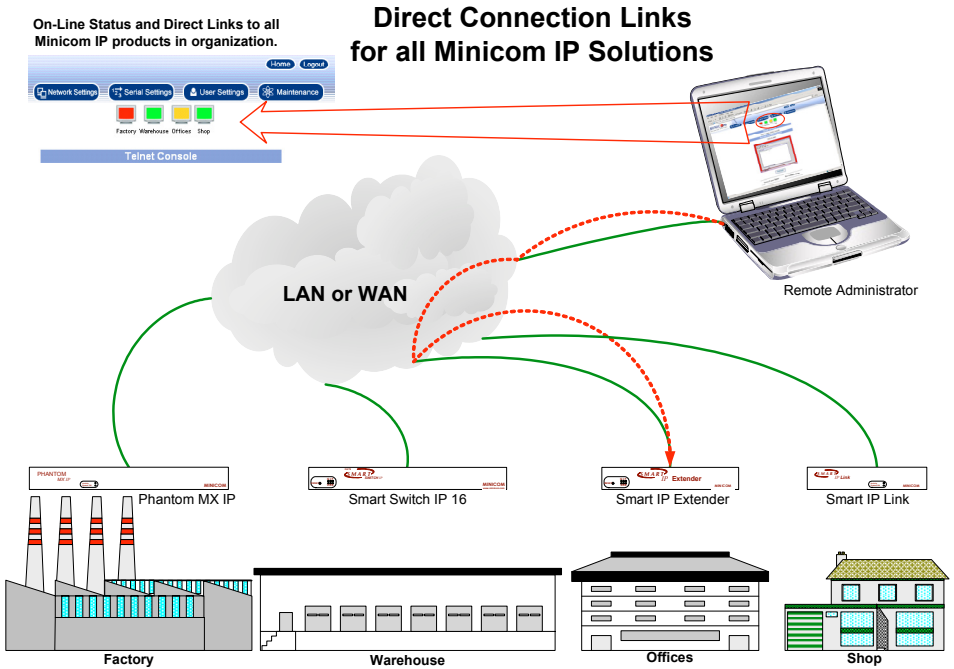 Direct Connection Links
for all Minicom IP Solutions
On-Line Status and Direct Links to all
Minicom IP products in organization.
Home Logout
Network Settings Serial Settings User Settings Maintenance
Factory Warehouse Offices Shop
Telnet Console
Remote Administrator
LAN or WAN
PHANTOM
MX IP
MINICOM
Phantom MX IP
SMART
SWITCH IP
MINICOM
Smart Switch IP 16
SMART
IP Extender
MINICOM
Smart IP Extender
SMART
IP Link
MINICOM
Smart IP Link
Factory
Warehouse
Offices
Shop